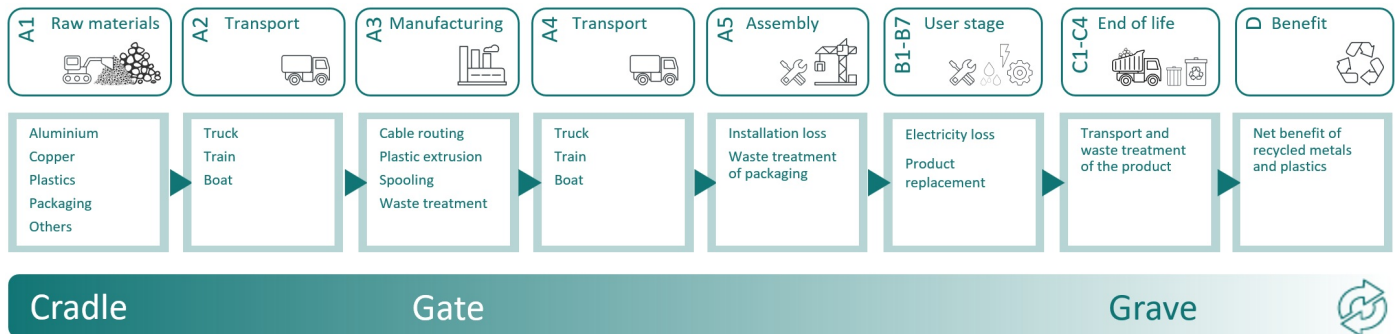 A1 Raw materials
A2 Transport
A3 Manufacturing
A4 Transport
A5 Assembly
B1-B7 User stage
C1-C4 End of life
D Benefit
Aluminium
Copper
Plastics
Packaging
Others
Truck
Train
Boat
Cable routing
Plastic extrusion
Spooling
Waste treatment
Truck
Train
Boat
Installation loss
Waste treatment
of packaging
Electricity loss
Product
replacement
Transport and
waste treatment
of the product
Net benefit of
recycled metals
and plastics
Cradle
Gate
Grave